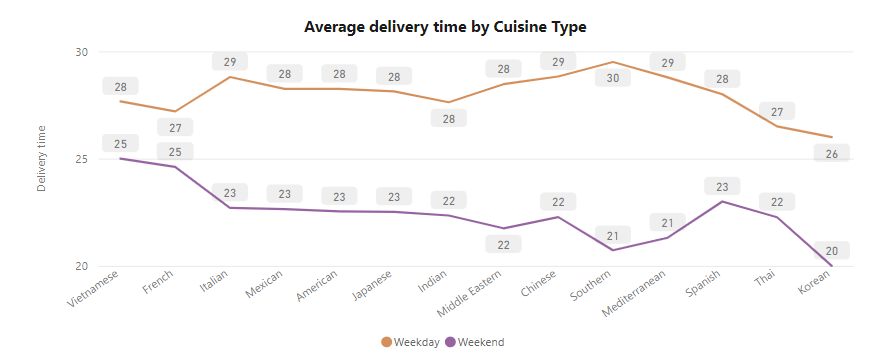 Average delivery time by Cuisine Type
30
25
20
Delivery time
28 27 29 28 28 28 28 28 29 30 29 28 27 26
25 25 23 23 23 23 22 22 22 21 21 23 22 20
Vietnamese French Italian Mexican American Japanese Indian Middle Eastern Chinese Southern Mediterranean Spanish Thai Korean
Weekday Weekend